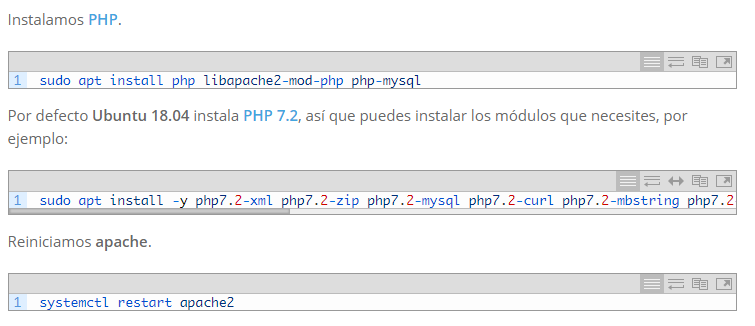 Instalamos PHP.
1 sudo apt install php libapache2-mod-php php-mysql
Por defecto Ubuntu 18.04 instala PHP 7.2, así que puedes instalar los módulos que necesites, por
ejemplo:
1 sudo apt install -y php7.2-xml php7.2-zip php7.2-mysql php7.2-curl php7.2-mbstring php7.2
Reiniciamos apache.
1 systemctl restart apache2